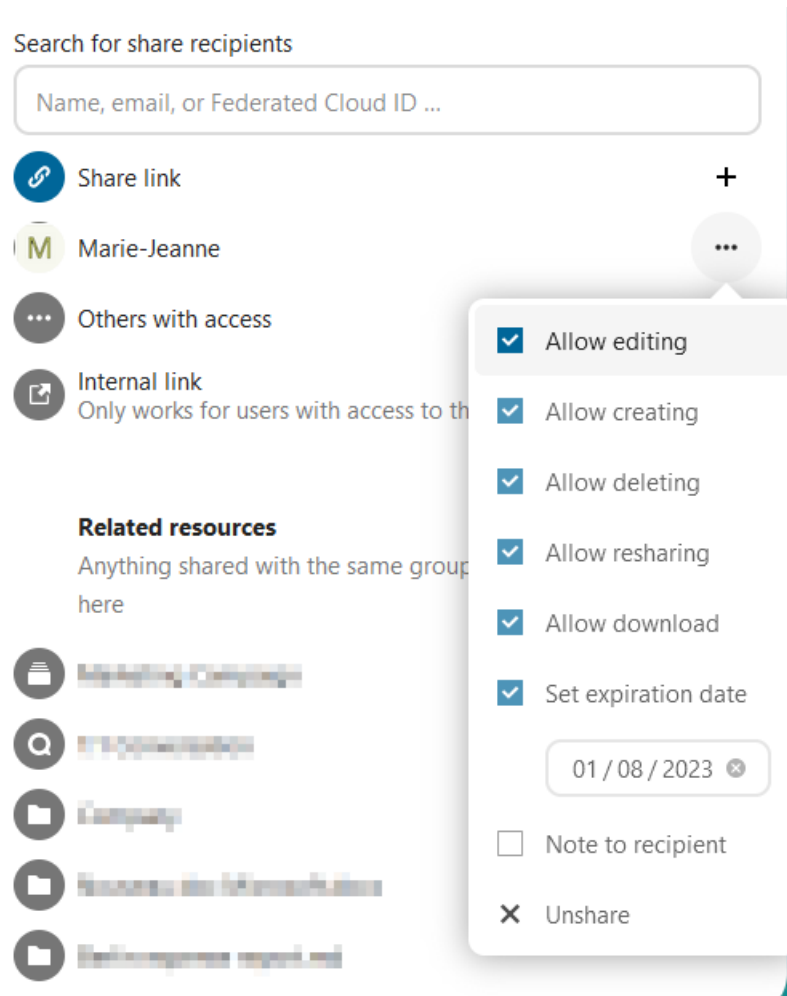 Search for share recipients
Name, email, or Federated Cloud ID ...
Share link
M Marie-Jeanne
Others with access
Internal link
Only works for users with access to th
Related resources
Anything shared with the same group
here
Allow editing
Allow creating
Allow deleting
Allow resharing
Allow download
Set expiration date
01 / 08 / 2023
Note to recipient
Unshare